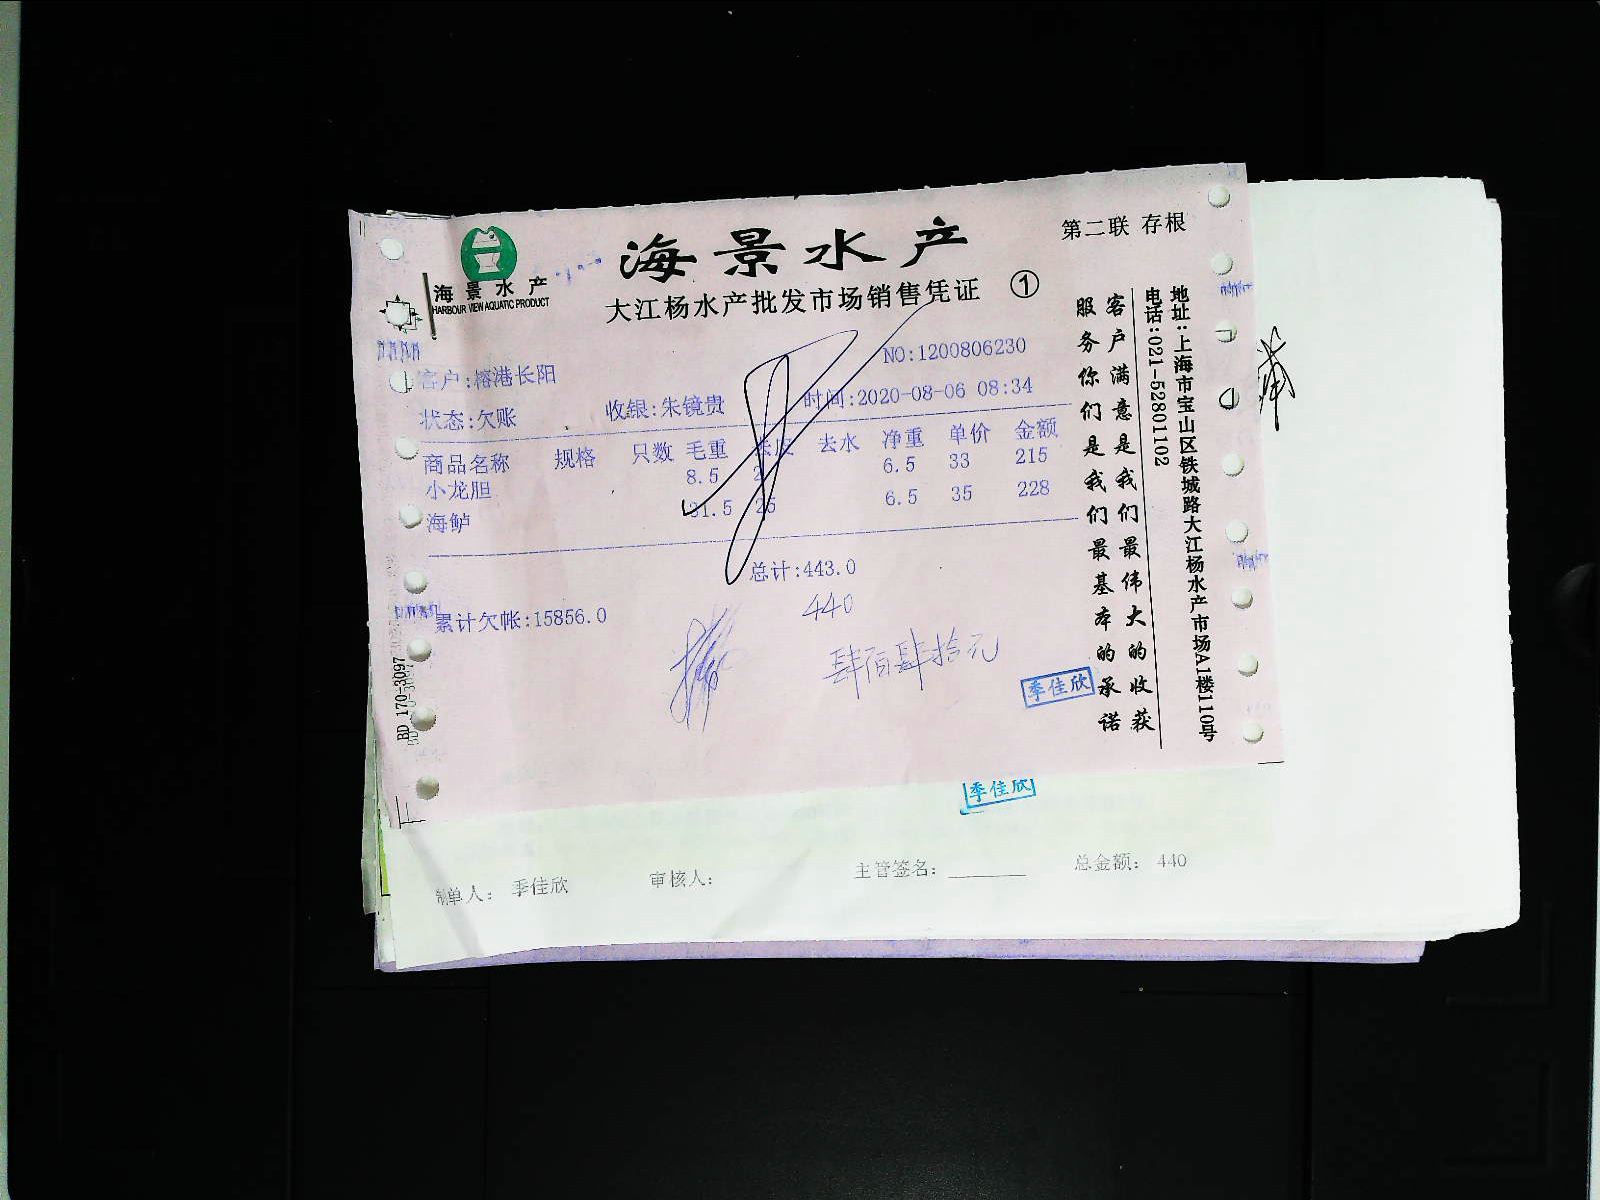 海景水产
HARBOUR VIEW AQUATIC PRODUCT
海景水产
第二联 存根
大江杨水产批发市场销售凭证 ①
NO:1200806230
客户:榕港长阳
状态:欠账 收银:朱镜贵 时间:2020-08-06 08:34
商品名称 规格 只数 毛重 去皮 去水 净重 单价 金额
小龙胆 8.5 2 6.5 33 215
海鲈 31.5 25 6.5 35 228
总计:443.0
累计欠帐:15856.0
440
肆佰肆拾元
季佳欣
客户满意是我们最伟大的收获
服务你们是我们最基本的承诺
地址:上海市宝山区铁城路大江杨水产市场A1楼110号
电话:021-52801102
BD 170-3097
季佳欣
制单人: 季佳欣 审核人: 主管签名: 总金额: 440